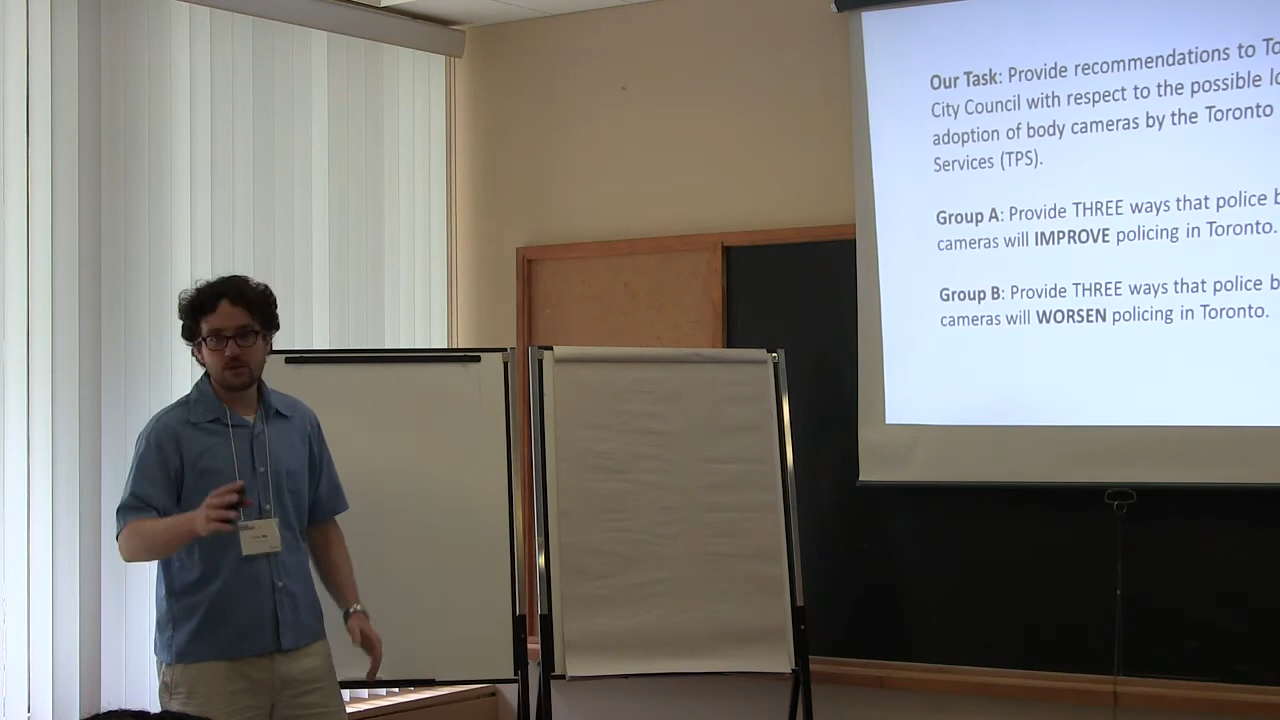 Our Task: Provide recommendations to To
City Council with respect to the possible lo
adoption of body cameras by the Toronto
Services (TPS).
Group A: Provide THREE ways that police b
cameras will IMPROVE policing in Toronto.
Group B: Provide THREE ways that police b
cameras will WORSEN policing in Toronto.